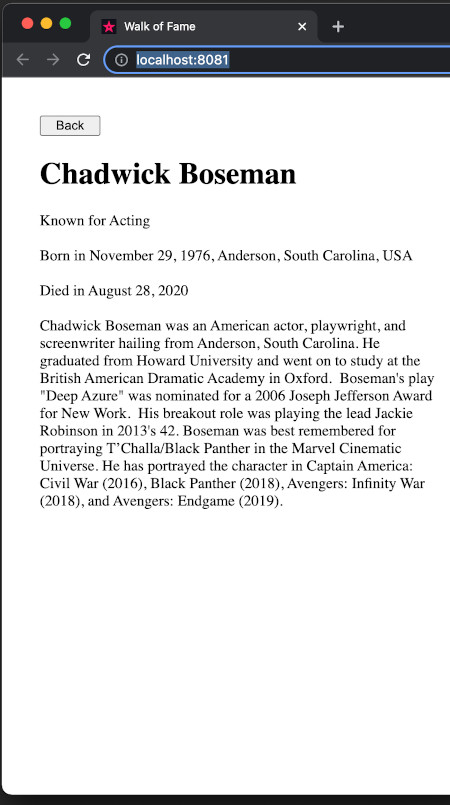 Walk of Fame
localhost:8081
Back
Chadwick Boseman
Known for Acting
Born in November 29, 1976, Anderson, South Carolina, USA
Died in August 28, 2020
Chadwick Boseman was an American actor, playwright, and
screenwriter hailing from Anderson, South Carolina. He
graduated from Howard University and went on to study at the
British American Dramatic Academy in Oxford.  Boseman's play
"Deep Azure" was nominated for a 2006 Joseph Jefferson Award
for New Work.  His breakout role was playing the lead Jackie
Robinson in 2013's 42. Boseman was best remembered for
portraying T’Challa/Black Panther in the Marvel Cinematic
Universe. He has portrayed the character in Captain America:
Civil War (2016), Black Panther (2018), Avengers: Infinity War
(2018), and Avengers: Endgame (2019).